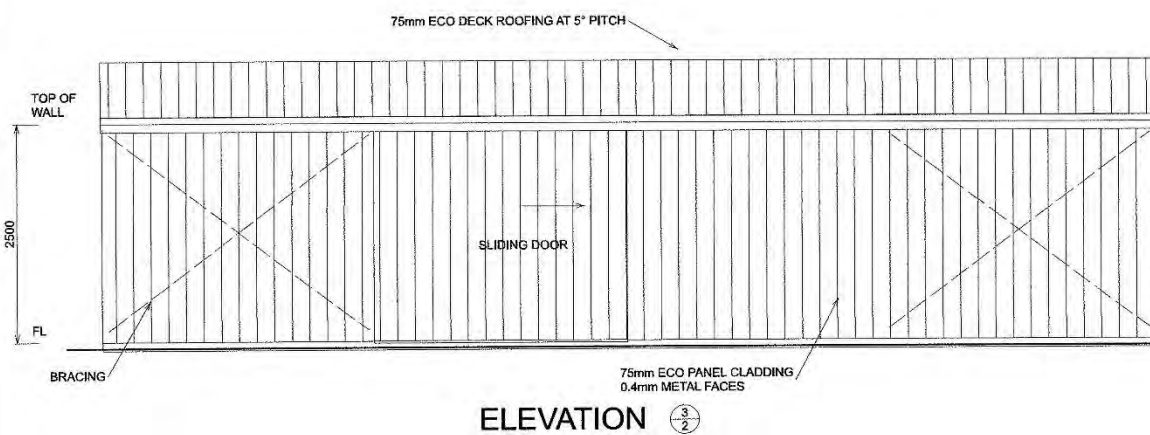 75mm ECO DECK ROOFING AT 5° PITCH
TOP OF
WALL
2500
SLIDING DOOR
FL
BRACING
75mm ECO PANEL CLADDING
0.4mm METAL FACES
ELEVATION 3
2